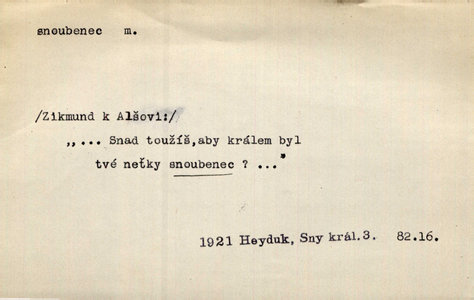 snoubenec m.
/Zikmund k Alšovi:/
„... Snad toužíš,aby králem byl
tvé neťky snoubenec ? ..."
1921 Heyduk, Sny král.3. 82.16.